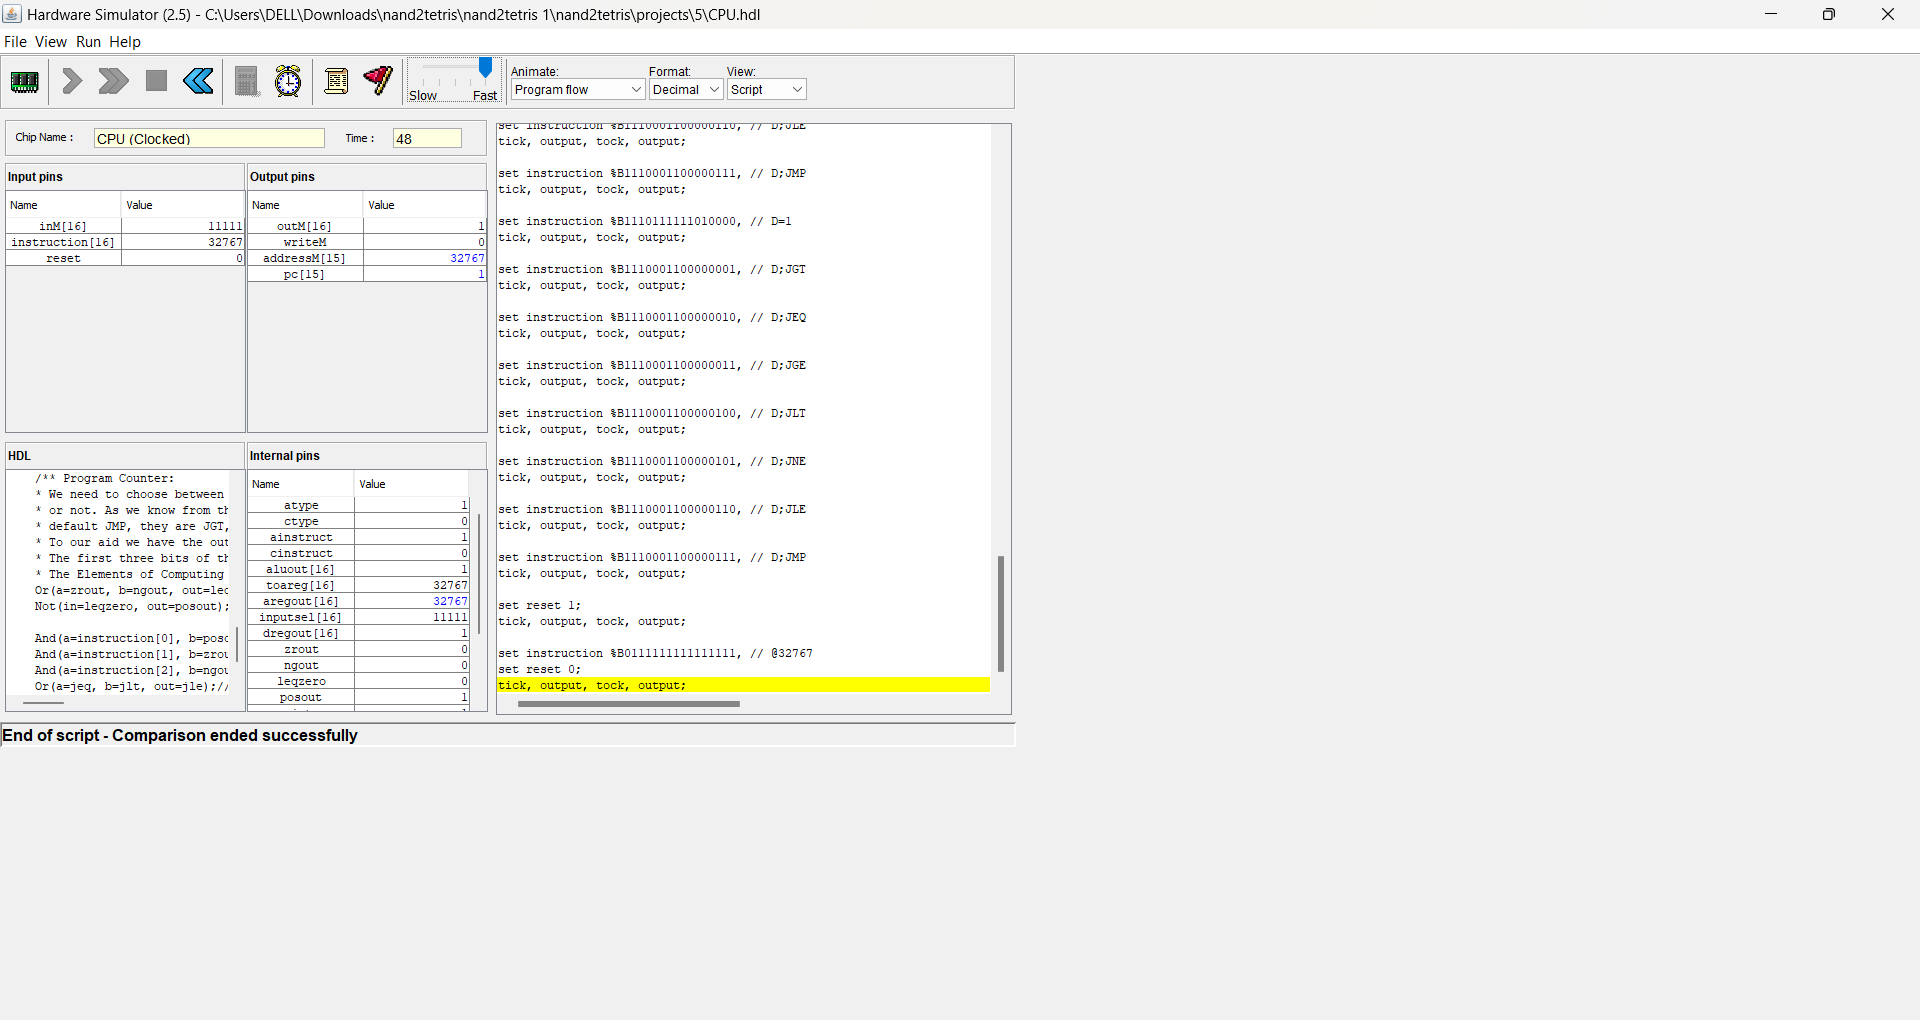 Hardware Simulator (2.5) - C:\Users\DELL\Downloads\nand2tetris\nand2tetris 1\nand2tetris\projects\5\CPU.hdl
File View Run Help
Slow Fast
Animate:
Program flow
Format:
Decimal
View:
Script
Chip Name :
CPU (Clocked)
Time :
48
Input pins
Name Value
inM[16] 11111
instruction[16] 32767
reset 0
Output pins
Name Value
outM[16] 1
writeM 0
addressM[15] 32767
pc[15] 1
HDL
/** Program Counter:
* We need to choose between
* or not. As we know from th
* default JMP, they are JGT,
* To our aid we have the out
* The first three bits of th
* The Elements of Computing
Or(a=zrout, b=ngout, out=leq
Not(in=leqzero, out=posout);
And(a=instruction[0], b=poso
And(a=instruction[1], b=zrou
And(a=instruction[2], b=ngou
Or(a=jeq, b=jlt, out=jle);//
Internal pins
Name Value
atype 1
ctype 0
ainstruct 1
cinstruct 0
aluout[16] 1
toareg[16] 32767
aregout[16] 32767
inputsel[16] 11111
dregout[16] 1
zrout 0
ngout 0
leqzero 0
posout 1
set instruction %B1110001100000110, // D;JLE
tick, output, tock, output;
set instruction %B1110001100000111, // D;JMP
tick, output, tock, output;
set instruction %B1110111111010000, // D=1
tick, output, tock, output;
set instruction %B1110001100000001, // D;JGT
tick, output, tock, output;
set instruction %B1110001100000010, // D;JEQ
tick, output, tock, output;
set instruction %B1110001100000011, // D;JGE
tick, output, tock, output;
set instruction %B1110001100000100, // D;JLT
tick, output, tock, output;
set instruction %B1110001100000101, // D;JNE
tick, output, tock, output;
set instruction %B1110001100000110, // D;JLE
tick, output, tock, output;
set instruction %B1110001100000111, // D;JMP
tick, output, tock, output;
set reset 1;
tick, output, tock, output;
set instruction %B0111111111111111, // @32767
set reset 0;
tick, output, tock, output;
End of script - Comparison ended successfully